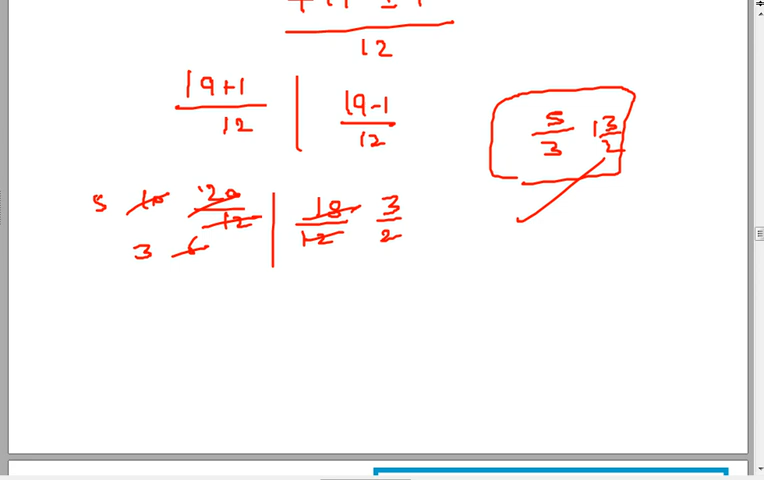 12
19+1 | 19-1
12 12
5 3 , 3 2
5 10 20 12 | 18 12 3 2
3 6